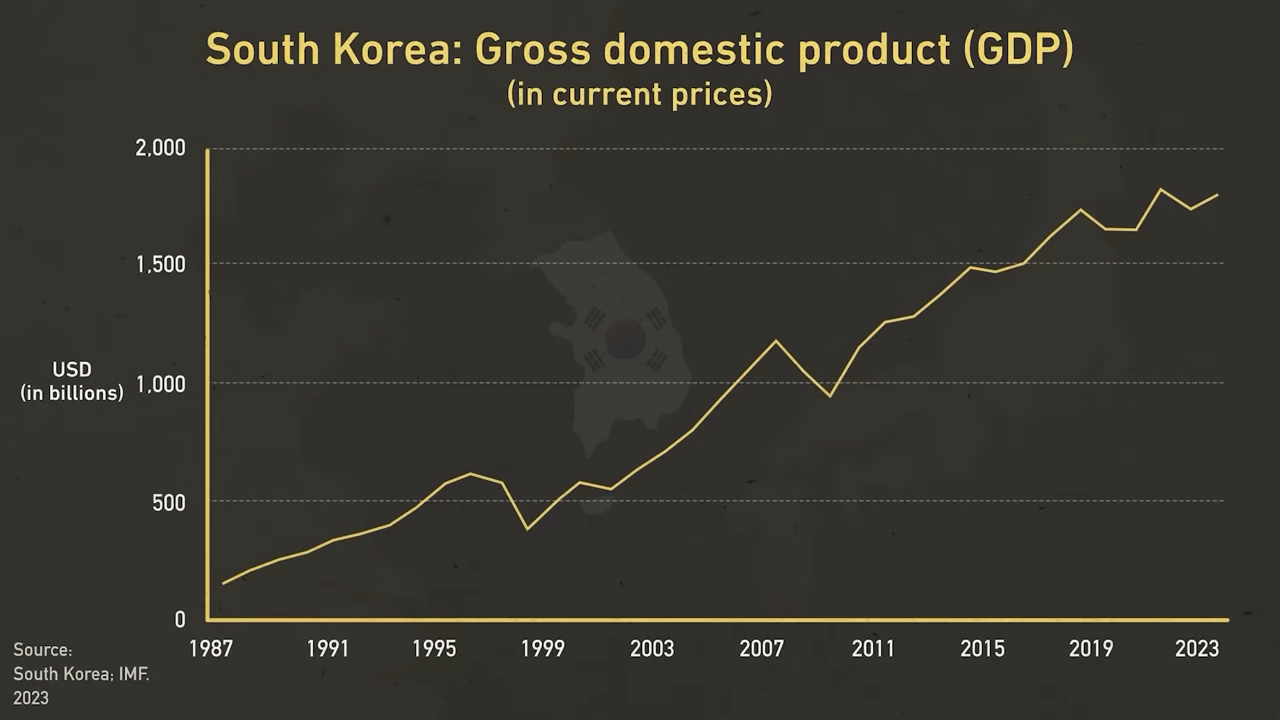 South Korea: Gross domestic product (GDP)
(in current prices)
2,000
1,500
USD
(in billions)
1,000
500
0
1987 1991 1995 1999 2003 2007 2011 2015 2019 2023
Source:
South Korea; IMF.
2023